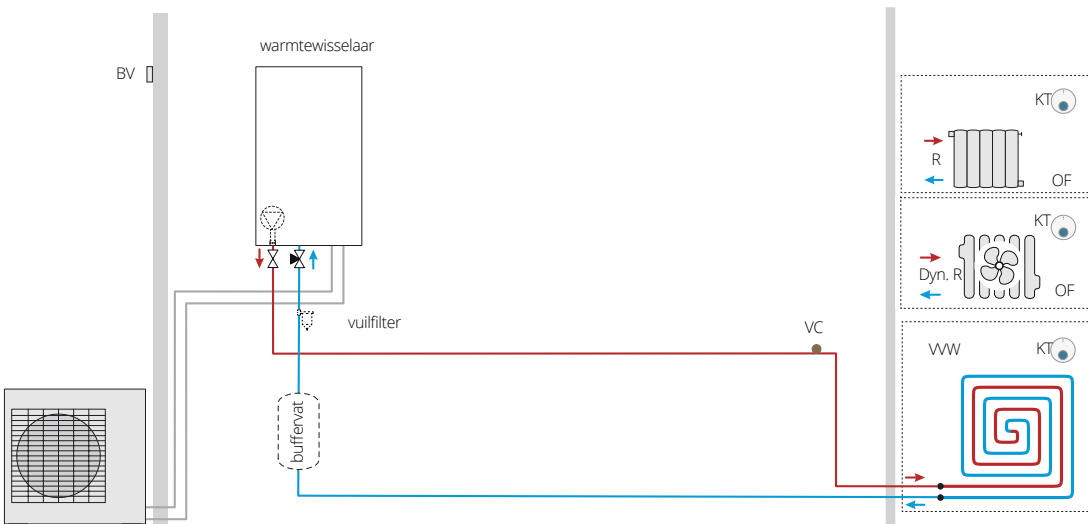 warmtewisselaar
BV
KT
R
OF
KT
Dyn. R
OF
vuilfilter
VC
VVW
KT
buffervat